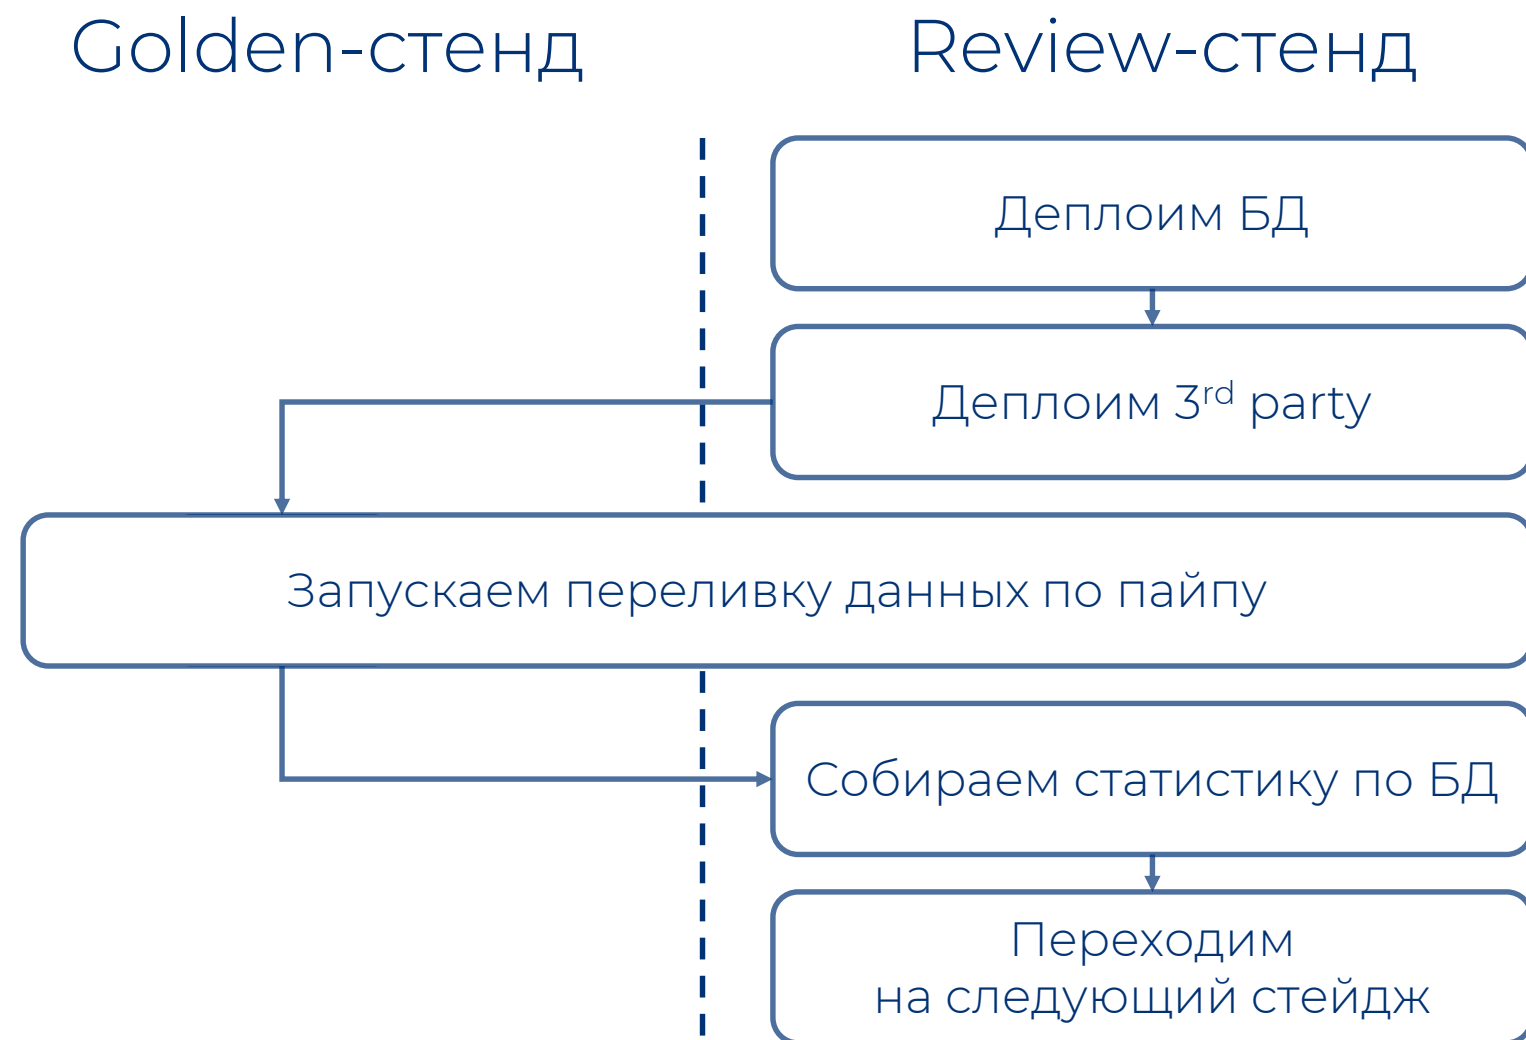 Golden-стенд
Review-стенд
Деплоим БД
Деплоим 3rd party
Запускаем переливку данных по пайпу
Собираем статистику по БД
Переходим
на следующий стейдж